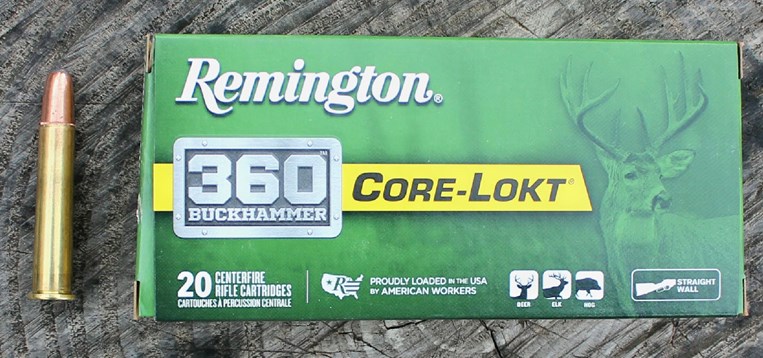 Remington®
360™
BUCKHAMMER
CORE-LOKT®
20 CENTERFIRE
RIFLE CARTRIDGES
CARTOUCHES À PERCUSSION CENTRALE
R
PROUDLY LOADED IN THE USA
BY AMERICAN WORKERS
DEER ELK HOG
STRAIGHT
WALL